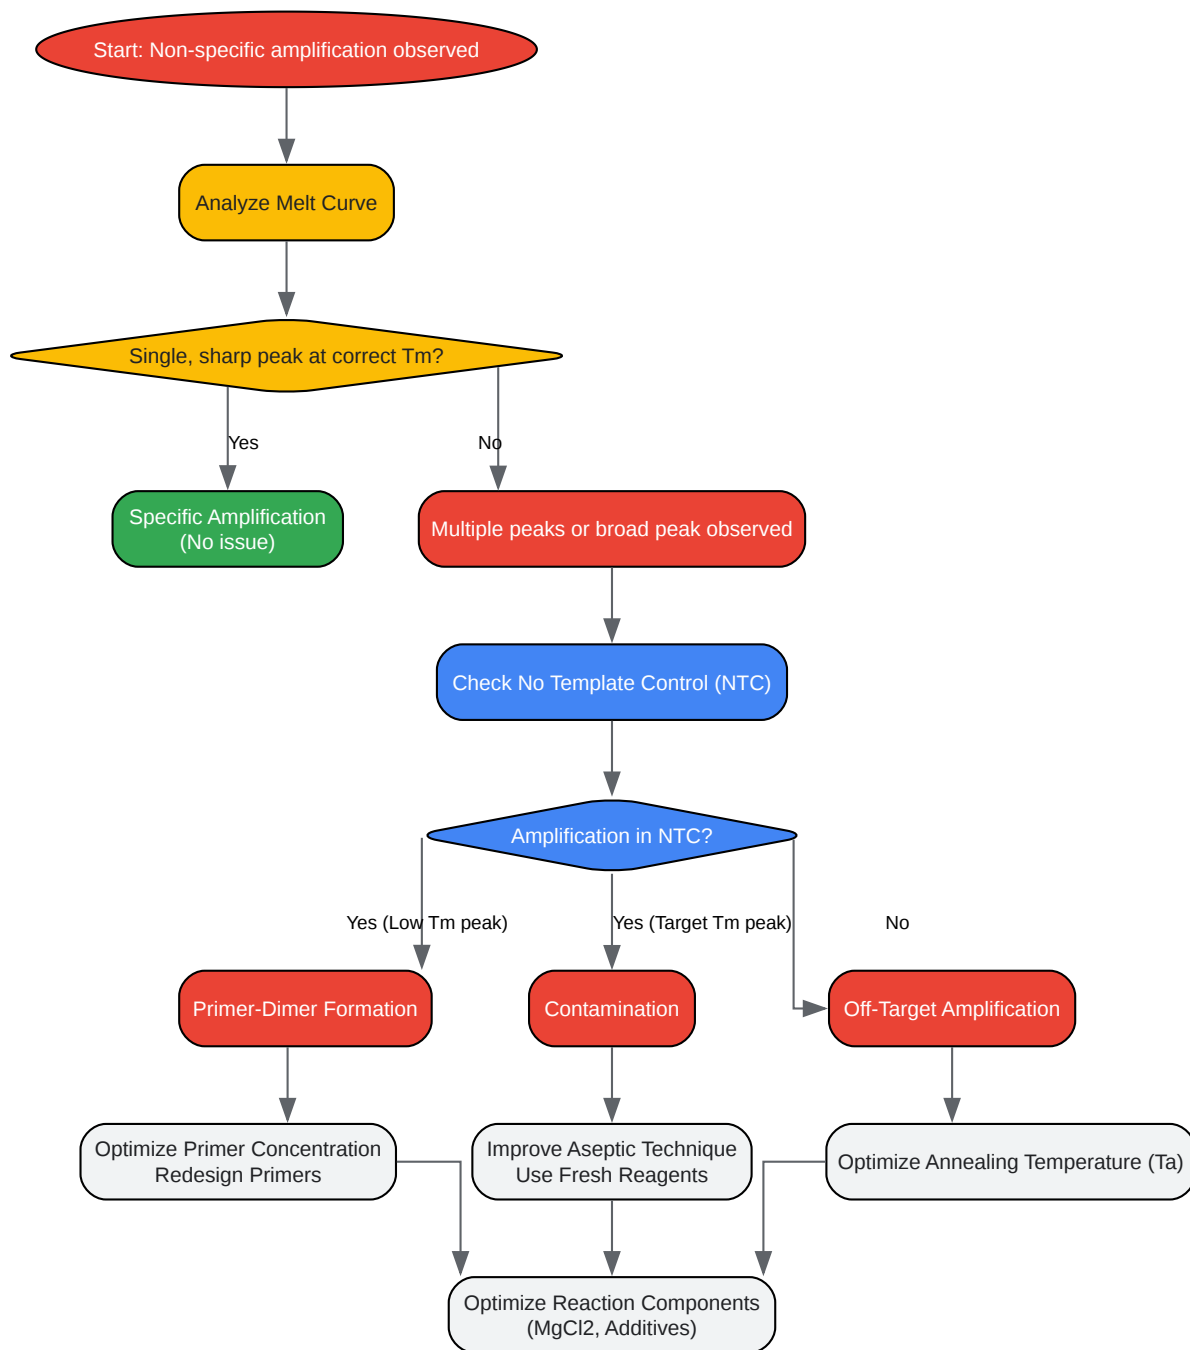 Start: Non-specific amplification observed
Analyze Melt Curve
Single, sharp peak at correct Tm?
Yes
No
Specific Amplification
(No issue)
Multiple peaks or broad peak observed
Check No Template Control (NTC)
Amplification in NTC?
Yes (Low Tm peak)
Yes (Target Tm peak)
No
Primer-Dimer Formation
Contamination
Off-Target Amplification
Optimize Primer Concentration
Redesign Primers
Improve Aseptic Technique
Use Fresh Reagents
Optimize Annealing Temperature (Ta)
Optimize Reaction Components
(MgCl2, Additives)